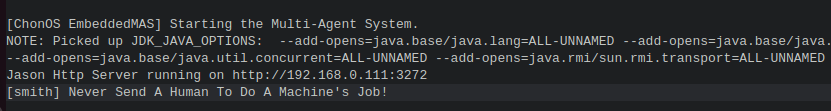 [ChonOS EmbeddedMAS] Starting the Multi-Agent System.
NOTE: Picked up JDK_JAVA_OPTIONS:  --add-opens=java.base/java.lang=ALL-UNNAMED --add-opens=java.base/java.
--add-opens=java.base/java.util.concurrent=ALL-UNNAMED --add-opens=java.rmi/sun.rmi.transport=ALL-UNNAMED
Jason Http Server running on http://192.168.0.111:3272
[smith] Never Send A Human To Do A Machine's Job!